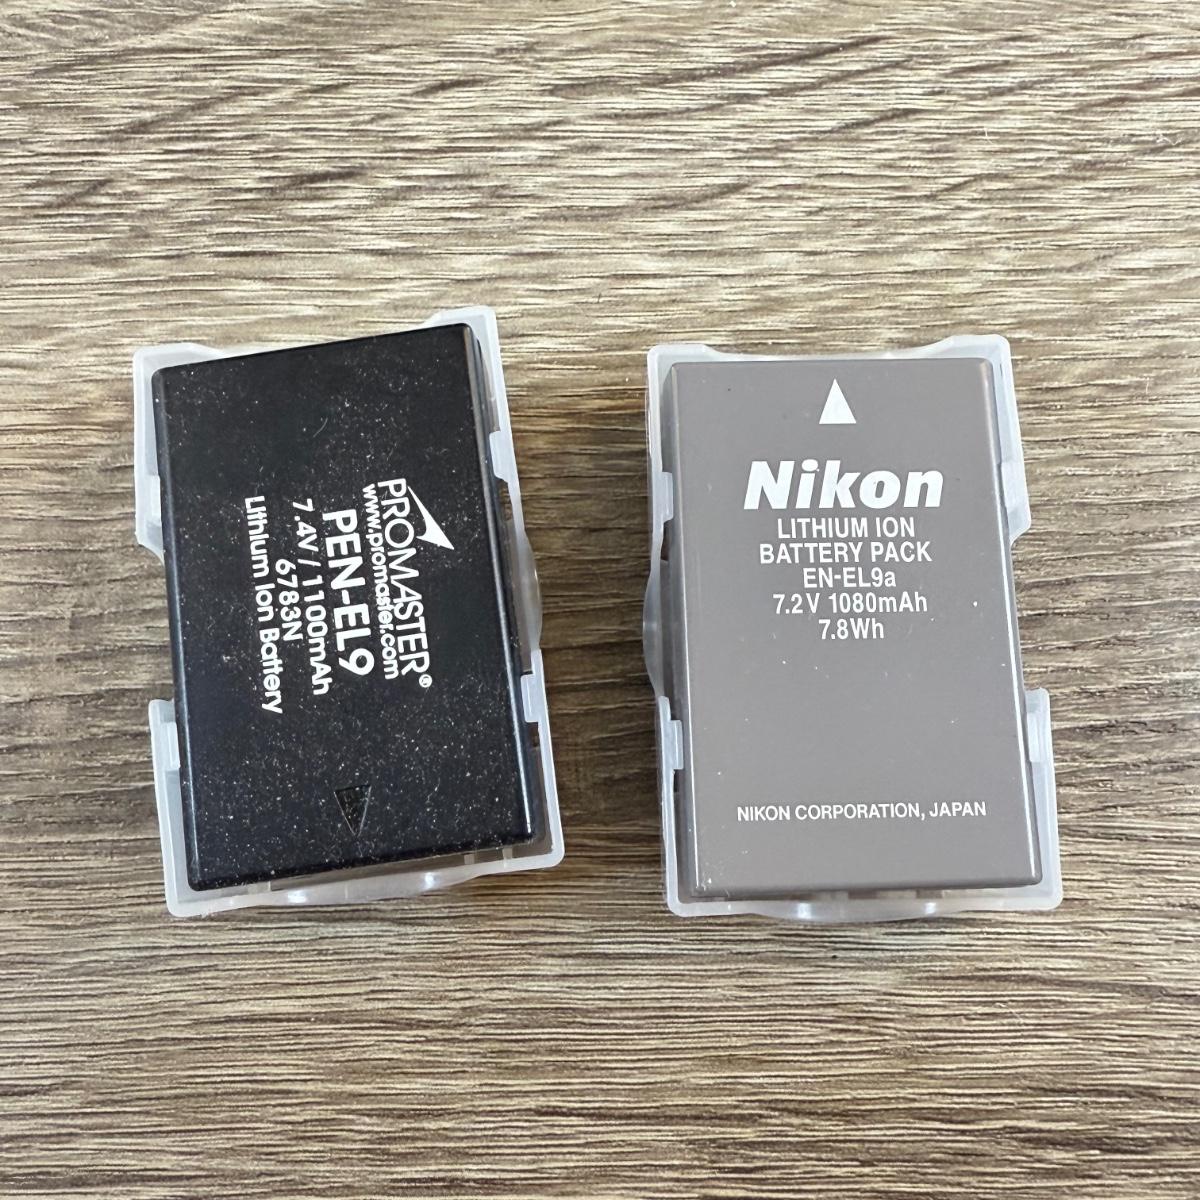 PROMASTER®
www.promaster.com
PEN-EL9
7.4V / 1100mAh
6783N
Lithium Ion Battery
Nikon
LITHIUM ION
BATTERY PACK
EN-EL9a
7.2V 1080mAh
7.8Wh
NIKON CORPORATION, JAPAN